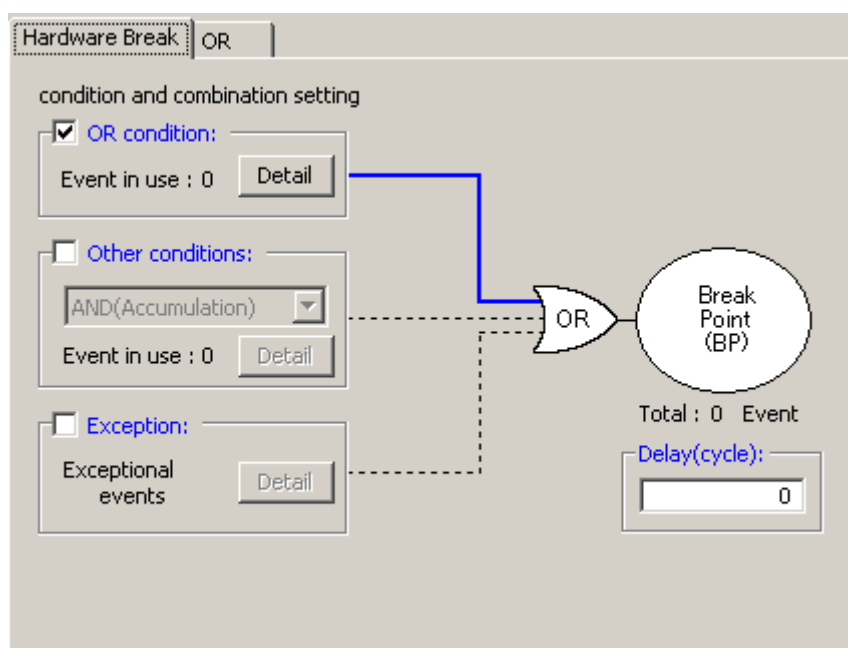 Hardware Break OR
condition and combination setting
OR condition:
Event in use : 0 Detail
Other conditions:
AND(Accumulation)
Event in use : 0 Detail
Exception:
Exceptional
events
Detail
OR
Break
Point
(BP)
Total : 0 Event
Delay(cycle):
0